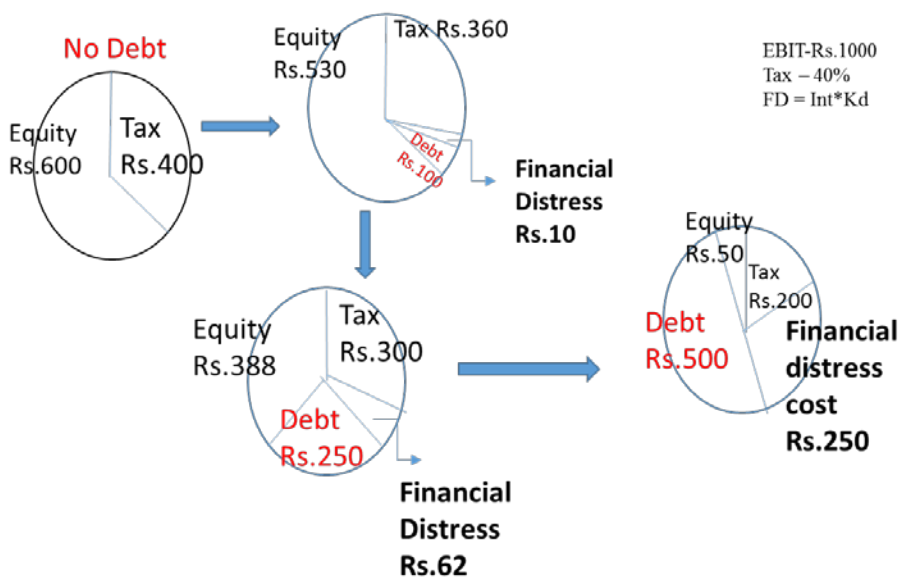 No Debt
Equity
Rs.600
Tax
Rs.400
Equity
Rs.530
Tax Rs.360
Debt
Rs.100
Financial
Distress
Rs.10
EBIT-Rs.1000
Tax – 40%
FD = Int*Kd
Equity
Rs.388
Tax
Rs.300
Debt
Rs.250
Financial
Distress
Rs.62
Equity
Rs.50
Tax
Rs.200
Debt
Rs.500
Financial
distress
cost
Rs.250